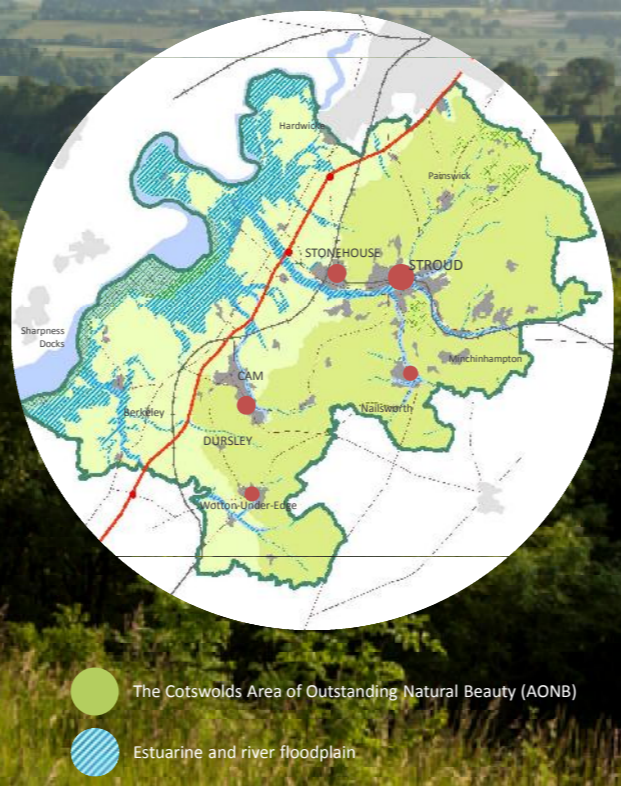 Hardwicke
Painswick
STONEHOUSE
STROUD
Sharpness
Docks
Minchinhampton
CAM
Berkeley
Nailsworth
DURSLEY
Wotton-Under-Edge
The Cotswolds Area of Outstanding Natural Beauty (AONB)
Estuarine and river floodplain